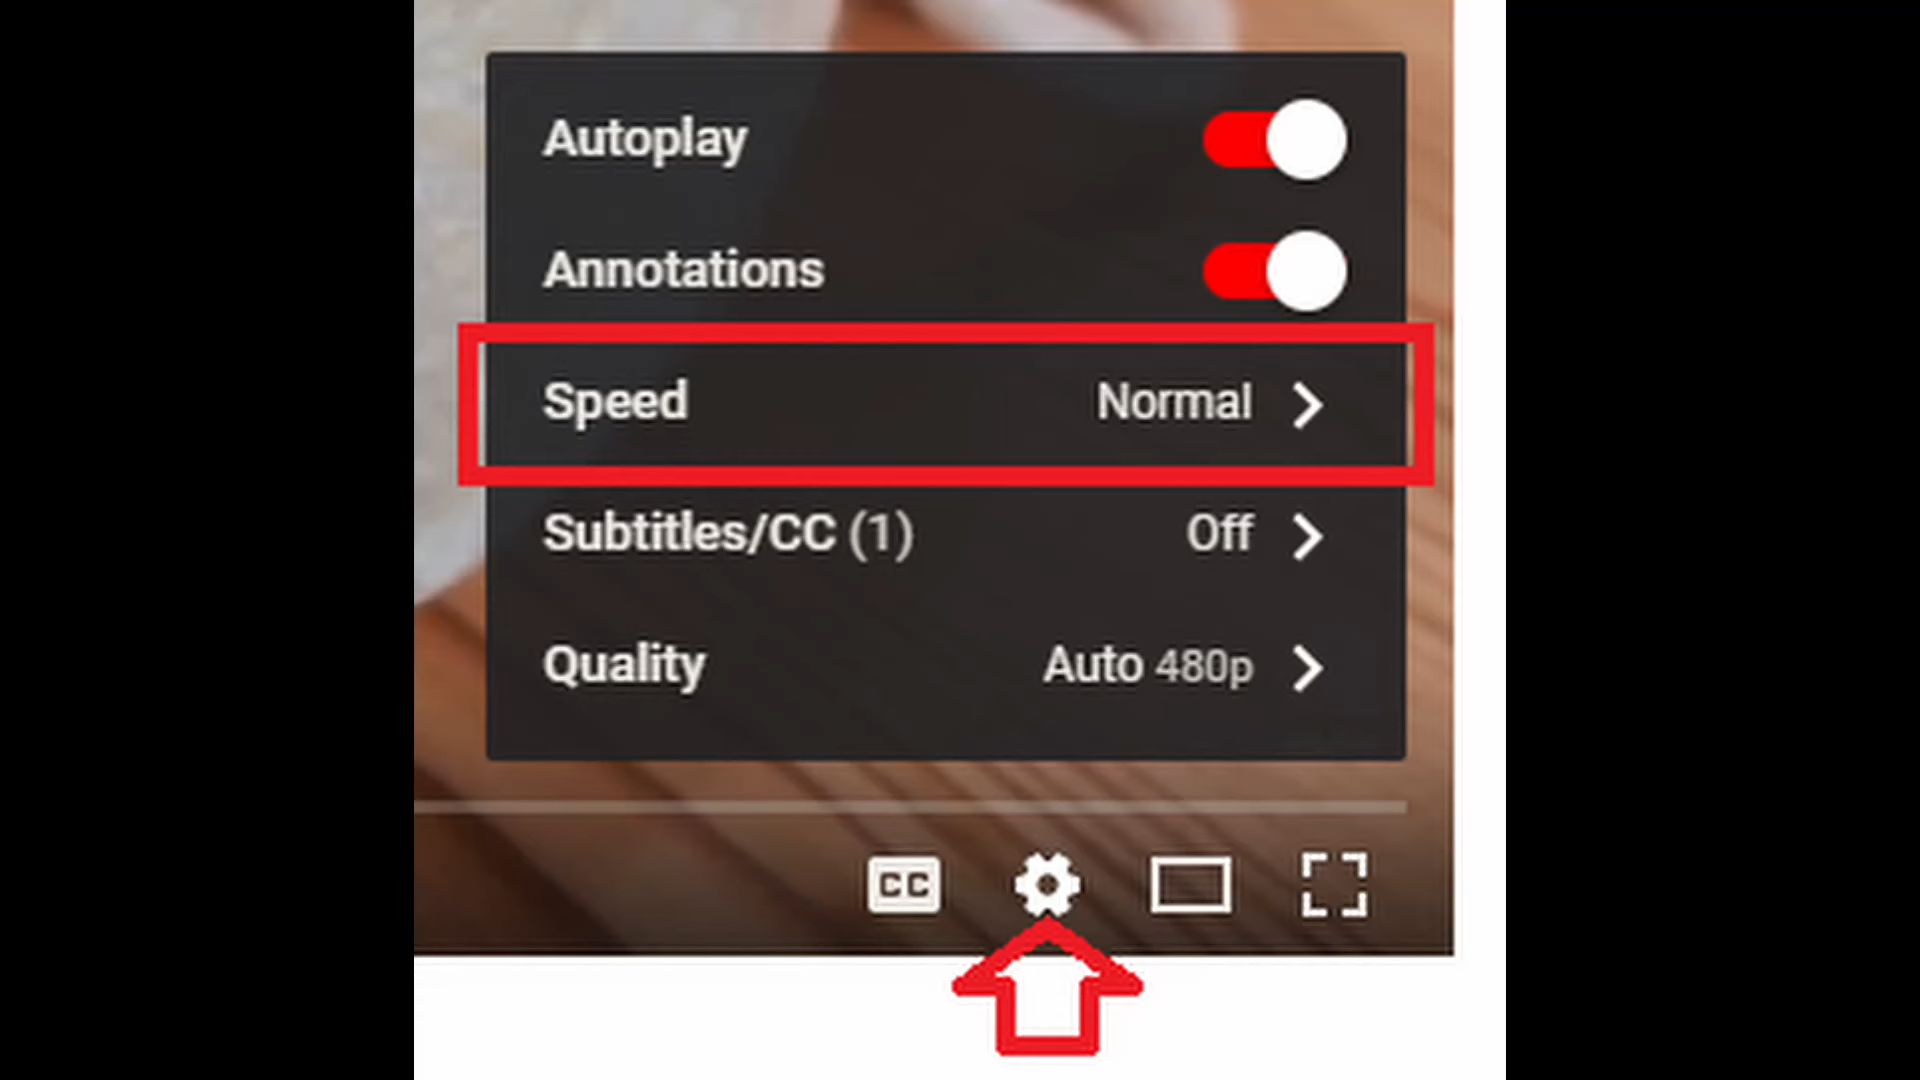 Autoplay
Annotations
Speed Normal
Subtitles/CC (1) Off
Quality Auto 480p
CC